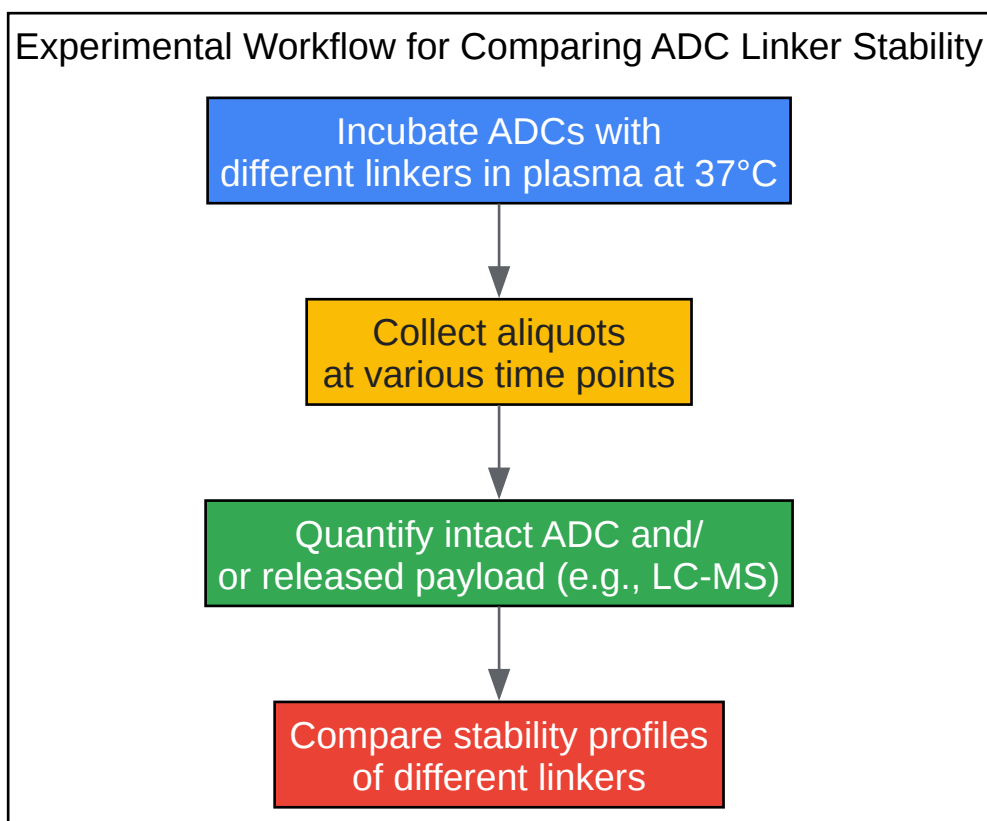 Experimental Workflow for Comparing ADC Linker Stability
Incubate ADCs with
different linkers in plasma at 37°C
Collect aliquots
at various time points
Quantify intact ADC and/
or released payload (e.g., LC-MS)
Compare stability profiles
of different linkers